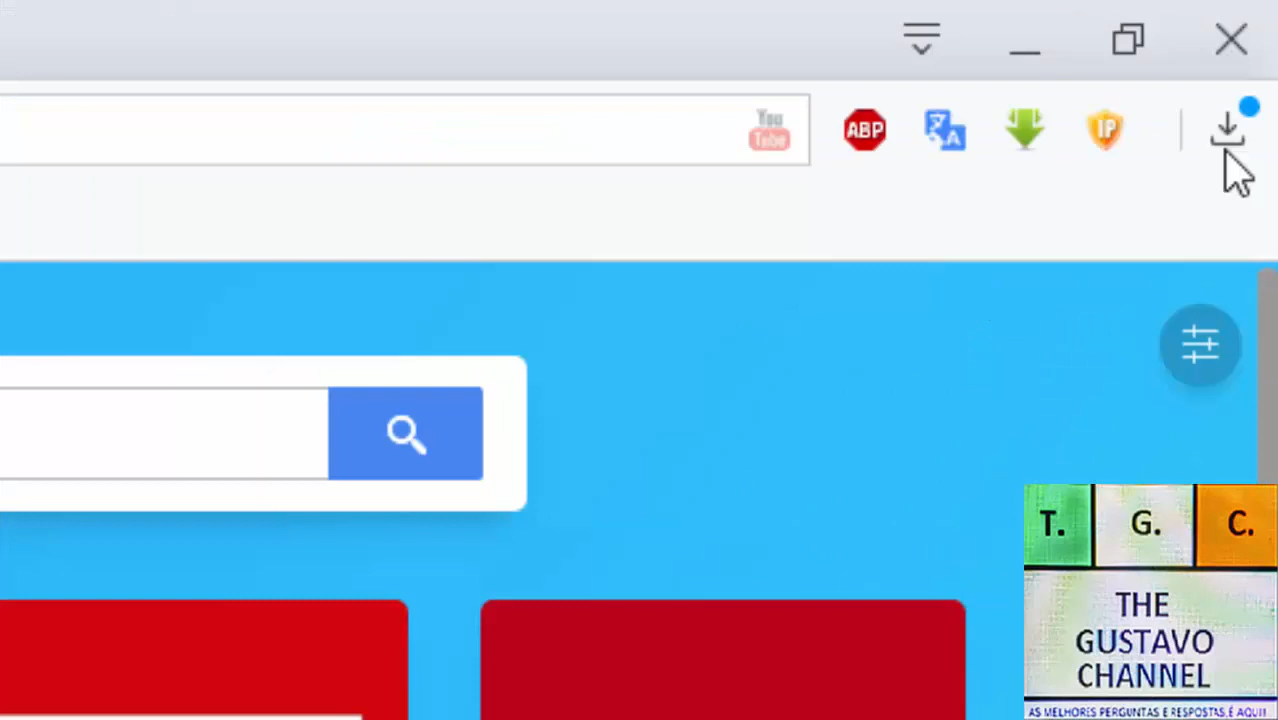 You
Tube
ABP
A
IP
T. G. C.
THE
GUSTAVO
CHANNEL
AS MELHORES PERGUNTAS E RESPOSTAS,É AQUI!